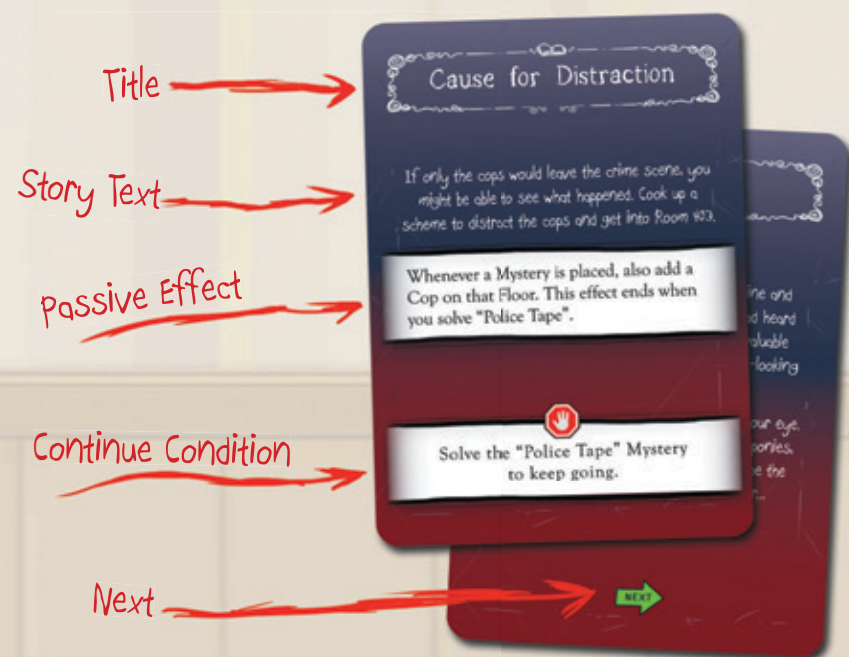 Title
Cause for Distraction
Story Text
If only the cops would leave the crime scene, you
might be able to see what happened. Cook up a
scheme to distract the cops and get into Room 403.
Passive Effect
Whenever a Mystery is placed, also add a
Cop on that Floor. This effect ends when
you solve "Police Tape".
ine and
heard
aluable
-looking
Continue Condition
Solve the "Police Tape" Mystery
to keep going.
our eye.
ponies.
e the
Next
NEXT